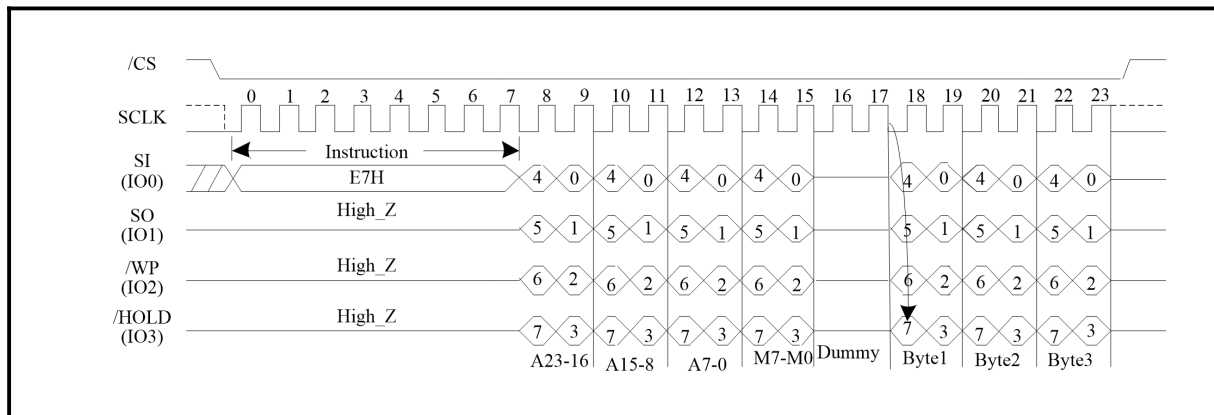 /CS
0 1 2 3 4 5 6 7 8 9 10 11 12 13 14 15 16 17 18 19 20 21 22 23
SCLK
Instruction
SI
(IO0)
E7H
4 0 4 0 4 0 4 0 4 0 4 0 4 0
SO
(IO1)
High_Z
5 1 5 1 5 1 5 1 5 1 5 1 5 1
/WP
(IO2)
High_Z
6 2 6 2 6 2 6 2 6 2 6 2 6 2
/HOLD
(IO3)
High_Z
7 3 7 3 7 3 7 3 7 3 7 3 7 3
A23-16 A15-8 A7-0 M7-M0 Dummy Byte1 Byte2 Byte3